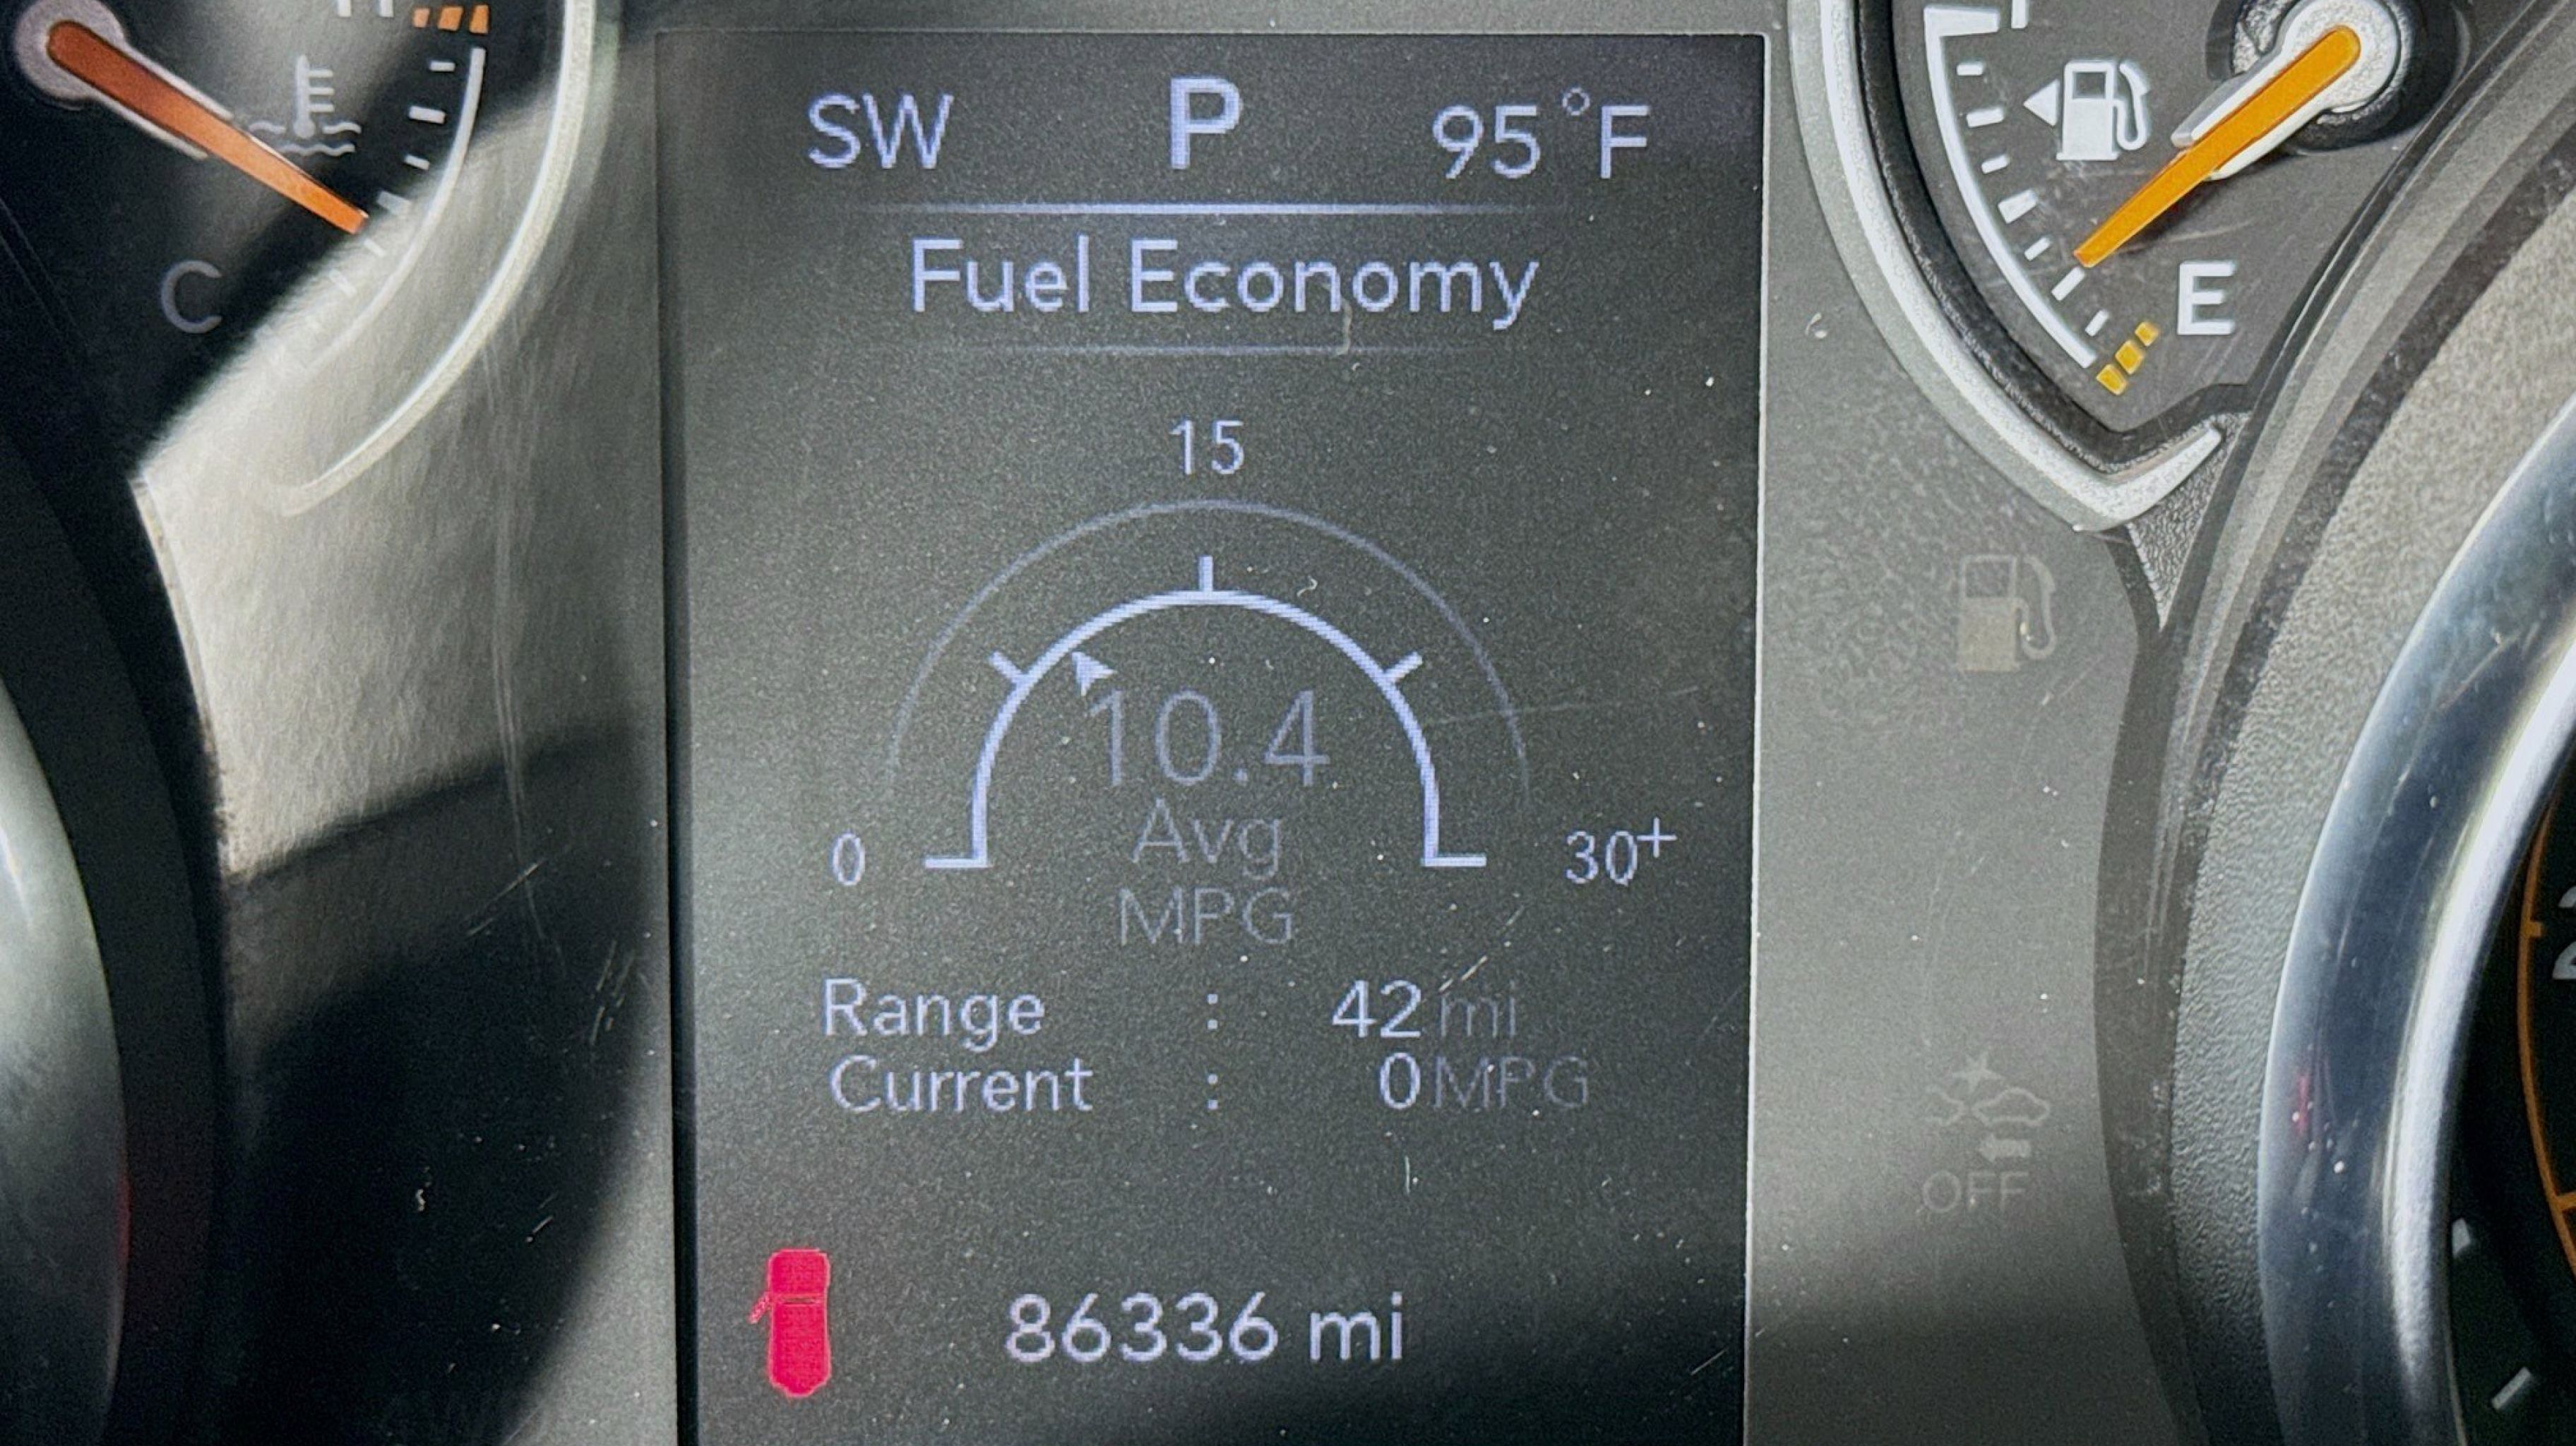 SW P 95°F
Fuel Economy
C
E
15
10.4
Avg
0 30+
MPG
Range : 42 mi
Current : 0 MPG
OFF
86336 mi